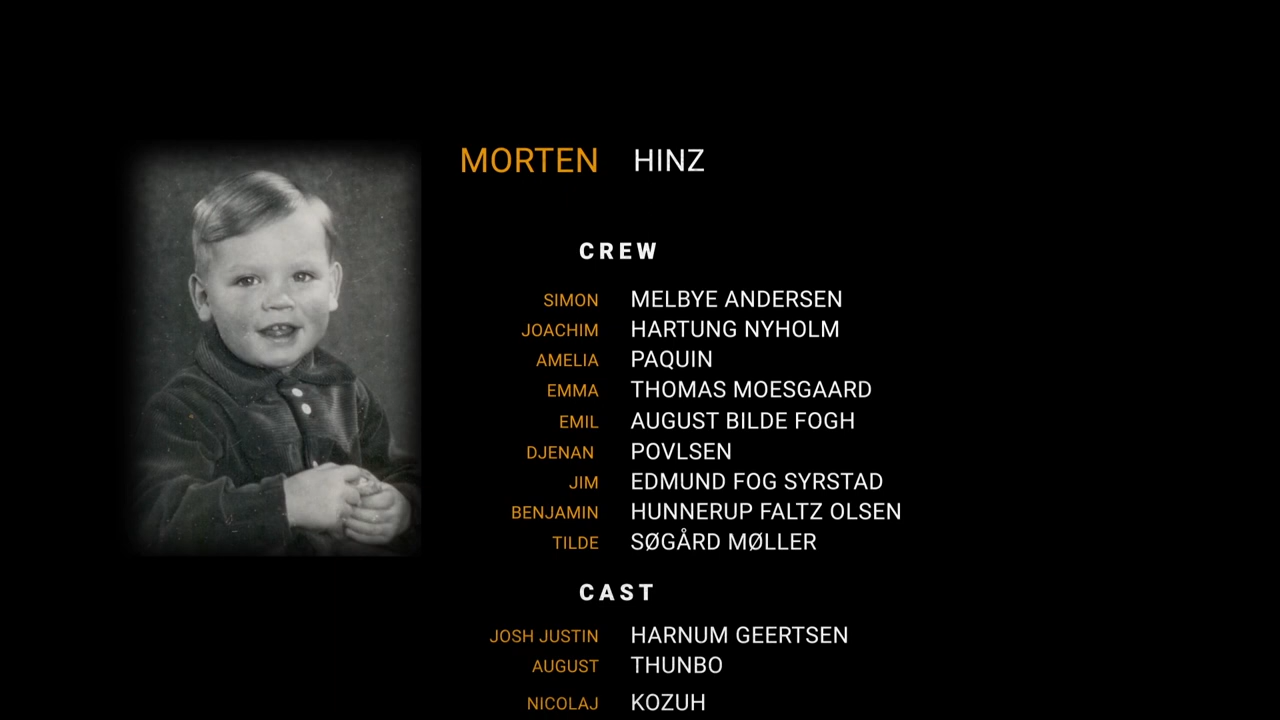 MORTEN HINZ
CREW
SIMON MELBYE ANDERSEN
JOACHIM HARTUNG NYHOLM
AMELIA PAQUIN
EMMA THOMAS MOESGAARD
EMIL AUGUST BILDE FOGH
DJENAN POVLSEN
JIM EDMUND FOG SYRSTAD
BENJAMIN HUNNERUP FALTZ OLSEN
TILDE SØGÅRD MØLLER
CAST
JOSH JUSTIN HARNUM GEERTSEN
AUGUST THUNBO
NICOLAJ KOZUH